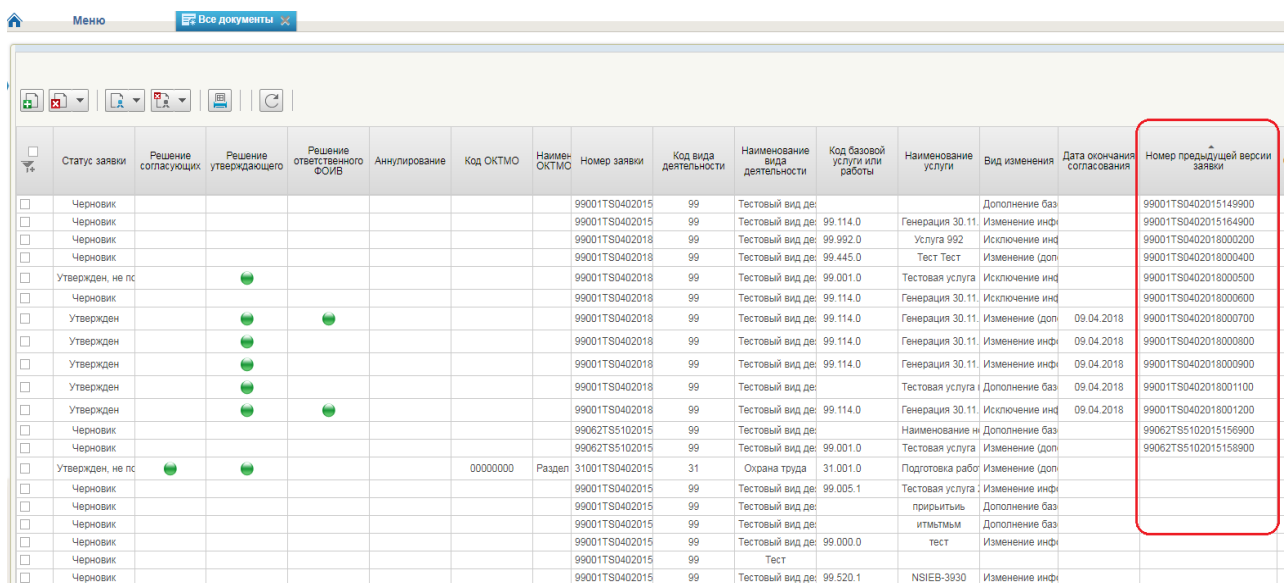 Меню Все документы
Статус заявки Решение согласующих Решение утверждающего Решение ответственного ФОИВ Аннулирование Код ОКТМО Наимен ОКТМО Номер заявки Код вида деятельности Наименование вида деятельности Код базовой услуги или работы Наименование услуги Вид изменения Дата окончания согласования Номер предыдущей версии заявки
Черновик 99001TS0402015 99 Тестовый вид де Дополнение баз 99001TS0402015149900
Черновик 99001TS0402015 99 Тестовый вид де 99.114.0 Генерация 30.11. Изменение инф 99001TS0402015164900
Черновик 99001TS0402018 99 Тестовый вид де 99.992.0 Услуга 992 Исключение инф 99001TS0402018000200
Черновик 99001TS0402018 99 Тестовый вид де 99.445.0 Тест Тест Изменение (доп 99001TS0402018000400
Утвержден, не по 99001TS0402018 99 Тестовый вид де 99.001.0 Тестовая услуга Исключение инф 99001TS0402018000500
Черновик 99001TS0402018 99 Тестовый вид де 99.114.0 Генерация 30.11. Исключение инф 99001TS0402018000600
Утвержден 99001TS0402018 99 Тестовый вид де 99.114.0 Генерация 30.11. Изменение (доп 09.04.2018 99001TS0402018000700
Утвержден 99001TS0402018 99 Тестовый вид де 99.114.0 Генерация 30.11. Изменение инф 09.04.2018 99001TS0402018000800
Утвержден 99001TS0402018 99 Тестовый вид де 99.114.0 Генерация 30.11. Изменение инф 09.04.2018 99001TS0402018000900
Утвержден 99001TS0402018 99 Тестовый вид де Тестовая услуга Дополнение баз 09.04.2018 99001TS0402018001100
Утвержден 99001TS0402018 99 Тестовый вид де 99.114.0 Генерация 30.11. Исключение инф 09.04.2018 99001TS0402018001200
Черновик 99062TS5102015 99 Тестовый вид де Наименование Дополнение баз 99062TS5102015156900
Черновик 99062TS5102015 99 Тестовый вид де 99.001.0 Тестовая услуга Изменение (доп 99062TS5102015158900
Утвержден, не по 00000000 Раздел 31001TS0402015 31 Охрана труда 31.001.0 Подготовка работ Изменение (доп
Черновик 99001TS0402015 99 Тестовый вид де 99.005.1 Тестовая услуга Изменение инф
Черновик 99001TS0402015 99 Тестовый вид де прирьитиь Дополнение баз
Черновик 99001TS0402015 99 Тестовый вид де итмьтмьм Дополнение баз
Черновик 99001TS0402015 99 Тестовый вид де 99.000.0 тест Изменение инф
Черновик 99001TS0402015 99 Тест
Черновик 99001TS0402015 99 Тестовый вид де 99.520.1 NSIEB-3930 Изменение инф